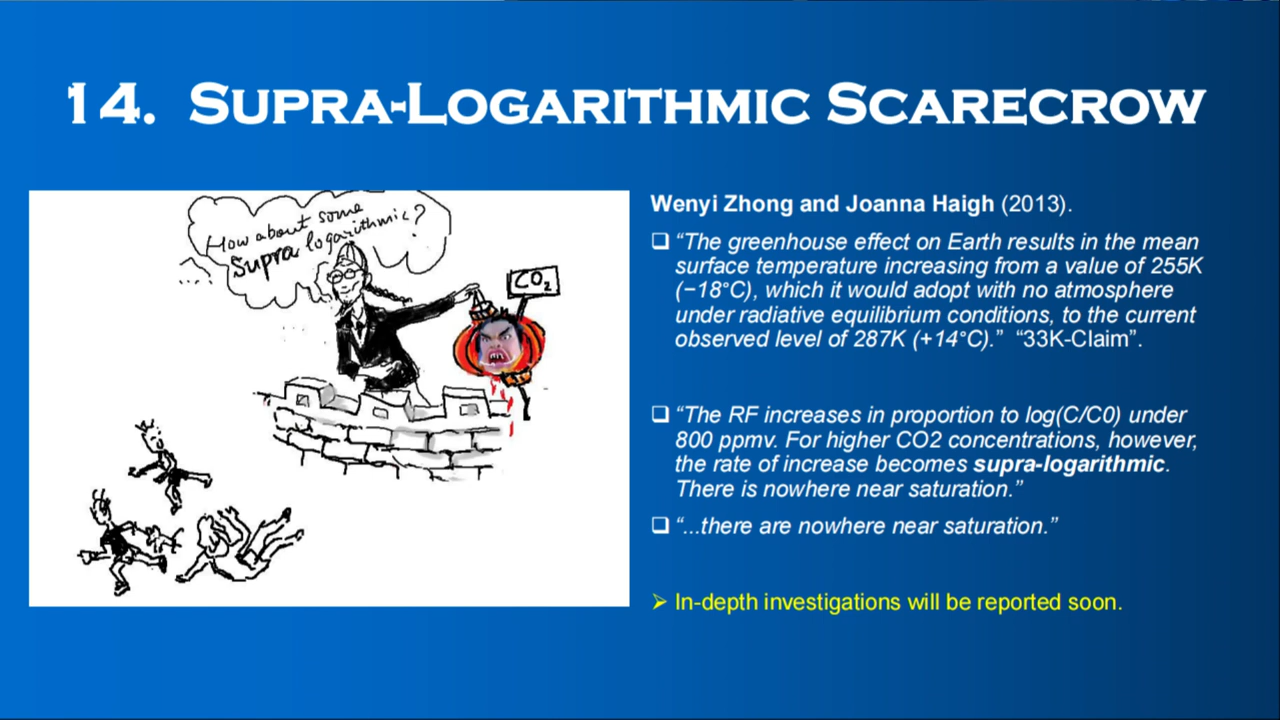 14. SUPRA-LOGARITHMIC SCARECROW
How about some
Supra logarithmic?
CO2
Wenyi Zhong and Joanna Haigh (2013).
❑ “The greenhouse effect on Earth results in the mean
surface temperature increasing from a value of 255K
(−18°C), which it would adopt with no atmosphere
under radiative equilibrium conditions, to the current
observed level of 287K (+14°C).” “33K-Claim”.
❑ “The RF increases in proportion to log(C/C0) under
800 ppmv. For higher CO2 concentrations, however,
the rate of increase becomes supra-logarithmic.
There is nowhere near saturation.”
❑ “...there are nowhere near saturation.”
➢ In-depth investigations will be reported soon.